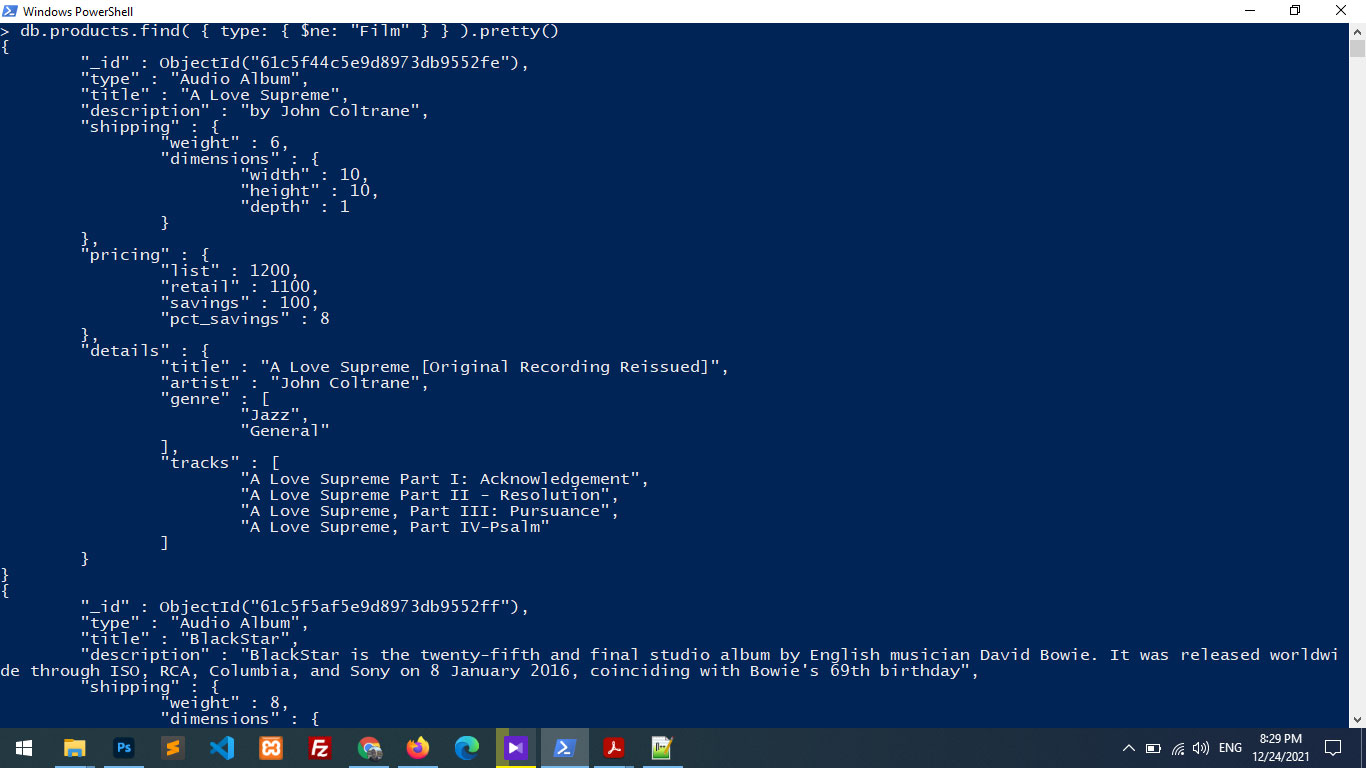 Windows PowerShell
> db.products.find( { type: { $ne: "Film" } } ).pretty()
{
        "_id" : ObjectId("61c5f44c5e9d8973db9552fe"),
        "type" : "Audio Album",
        "title" : "A Love Supreme",
        "description" : "by John Coltrane",
        "shipping" : {
                "weight" : 6,
                "dimensions" : {
                        "width" : 10,
                        "height" : 10,
                        "depth" : 1
                }
        },
        "pricing" : {
                "list" : 1200,
                "retail" : 1100,
                "savings" : 100,
                "pct_savings" : 8
        },
        "details" : {
                "title" : "A Love Supreme [Original Recording Reissued]",
                "artist" : "John Coltrane",
                "genre" : [
                        "Jazz",
                        "General"
                ],
                "tracks" : [
                        "A Love Supreme Part I: Acknowledgement",
                        "A Love Supreme Part II - Resolution",
                        "A Love Supreme, Part III: Pursuance",
                        "A Love Supreme, Part IV-Psalm"
                ]
        }
}
{
        "_id" : ObjectId("61c5f5af5e9d8973db9552ff"),
        "type" : "Audio Album",
        "title" : "BlackStar",
        "description" : "BlackStar is the twenty-fifth and final studio album by English musician David Bowie. It was released worldwi
de through ISO, RCA, Columbia, and Sony on 8 January 2016, coinciding with Bowie's 69th birthday",
        "shipping" : {
                "weight" : 8,
                "dimensions" : {
Ps
Fz
ENG
8:29 PM
12/24/2021